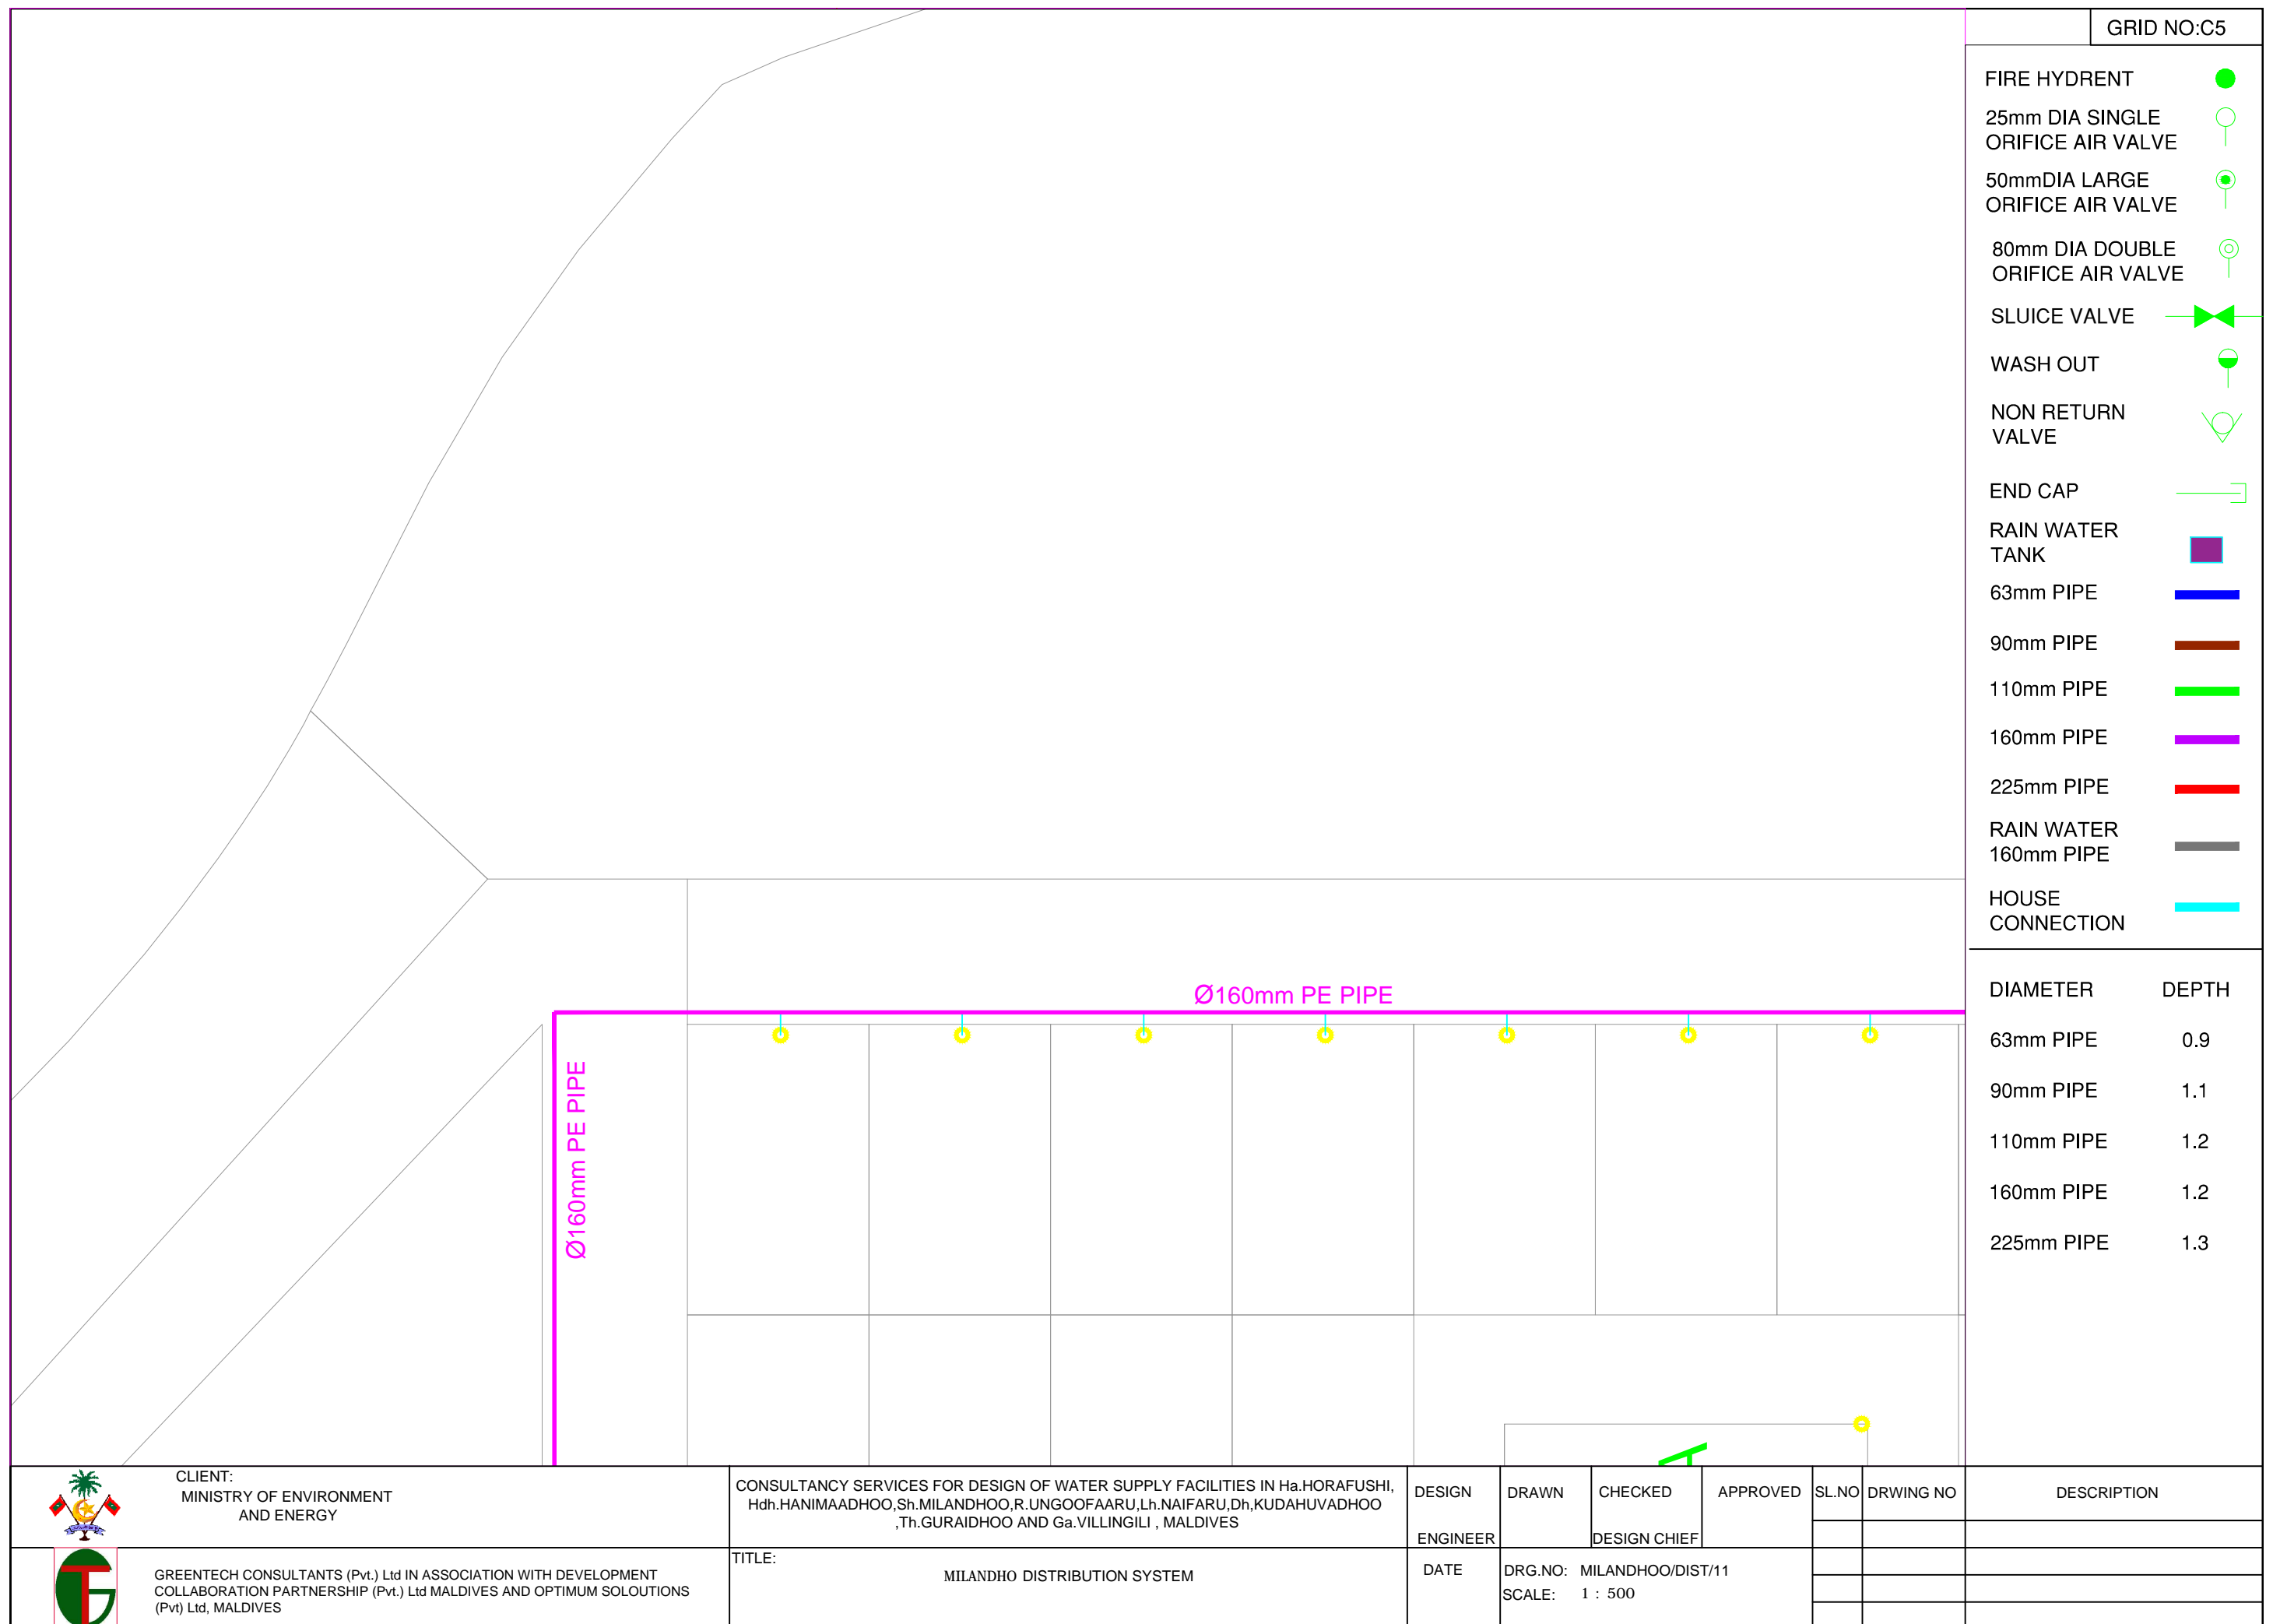 GRID NO:C5
FIRE HYDRENT
25mm DIA SINGLE
ORIFICE AIR VALVE
50mmDIA LARGE
ORIFICE AIR VALVE
80mm DIA DOUBLE
ORIFICE AIR VALVE
SLUICE VALVE
WASH OUT
NON RETURN
VALVE
END CAP
RAIN WATER
TANK
63mm PIPE
90mm PIPE
110mm PIPE
160mm PIPE
225mm PIPE
RAIN WATER
160mm PIPE
HOUSE
CONNECTION
DIAMETER DEPTH
63mm PIPE 0.9
90mm PIPE 1.1
110mm PIPE 1.2
160mm PIPE 1.2
225mm PIPE 1.3
Ø160mm PE PIPE
Ø160mm PE PIPE
CLIENT:
MINISTRY OF ENVIRONMENT
AND ENERGY
GREENTECH CONSULTANTS (Pvt.) Ltd IN ASSOCIATION WITH DEVELOPMENT
COLLABORATION PARTNERSHIP (Pvt.) Ltd MALDIVES AND OPTIMUM SOLOUTIONS
(Pvt) Ltd, MALDIVES
CONSULTANCY SERVICES FOR DESIGN OF WATER SUPPLY FACILITIES IN Ha.HORAFUSHI,
Hdh.HANIMAADHOO,Sh.MILANDHOO,R.UNGOOFAARU,Lh.NAIFARU,Dh,KUDAHUVADHOO
,Th.GURAIDHOO AND Ga.VILLINGILI , MALDIVES
TITLE:
MILANDHO DISTRIBUTION SYSTEM
DESIGN
ENGINEER
DRAWN
CHECKED
DESIGN CHIEF
APPROVED
SL.NO
DRWING NO
DESCRIPTION
DATE
DRG.NO: MILANDHOO/DIST/11
SCALE: 1 : 500